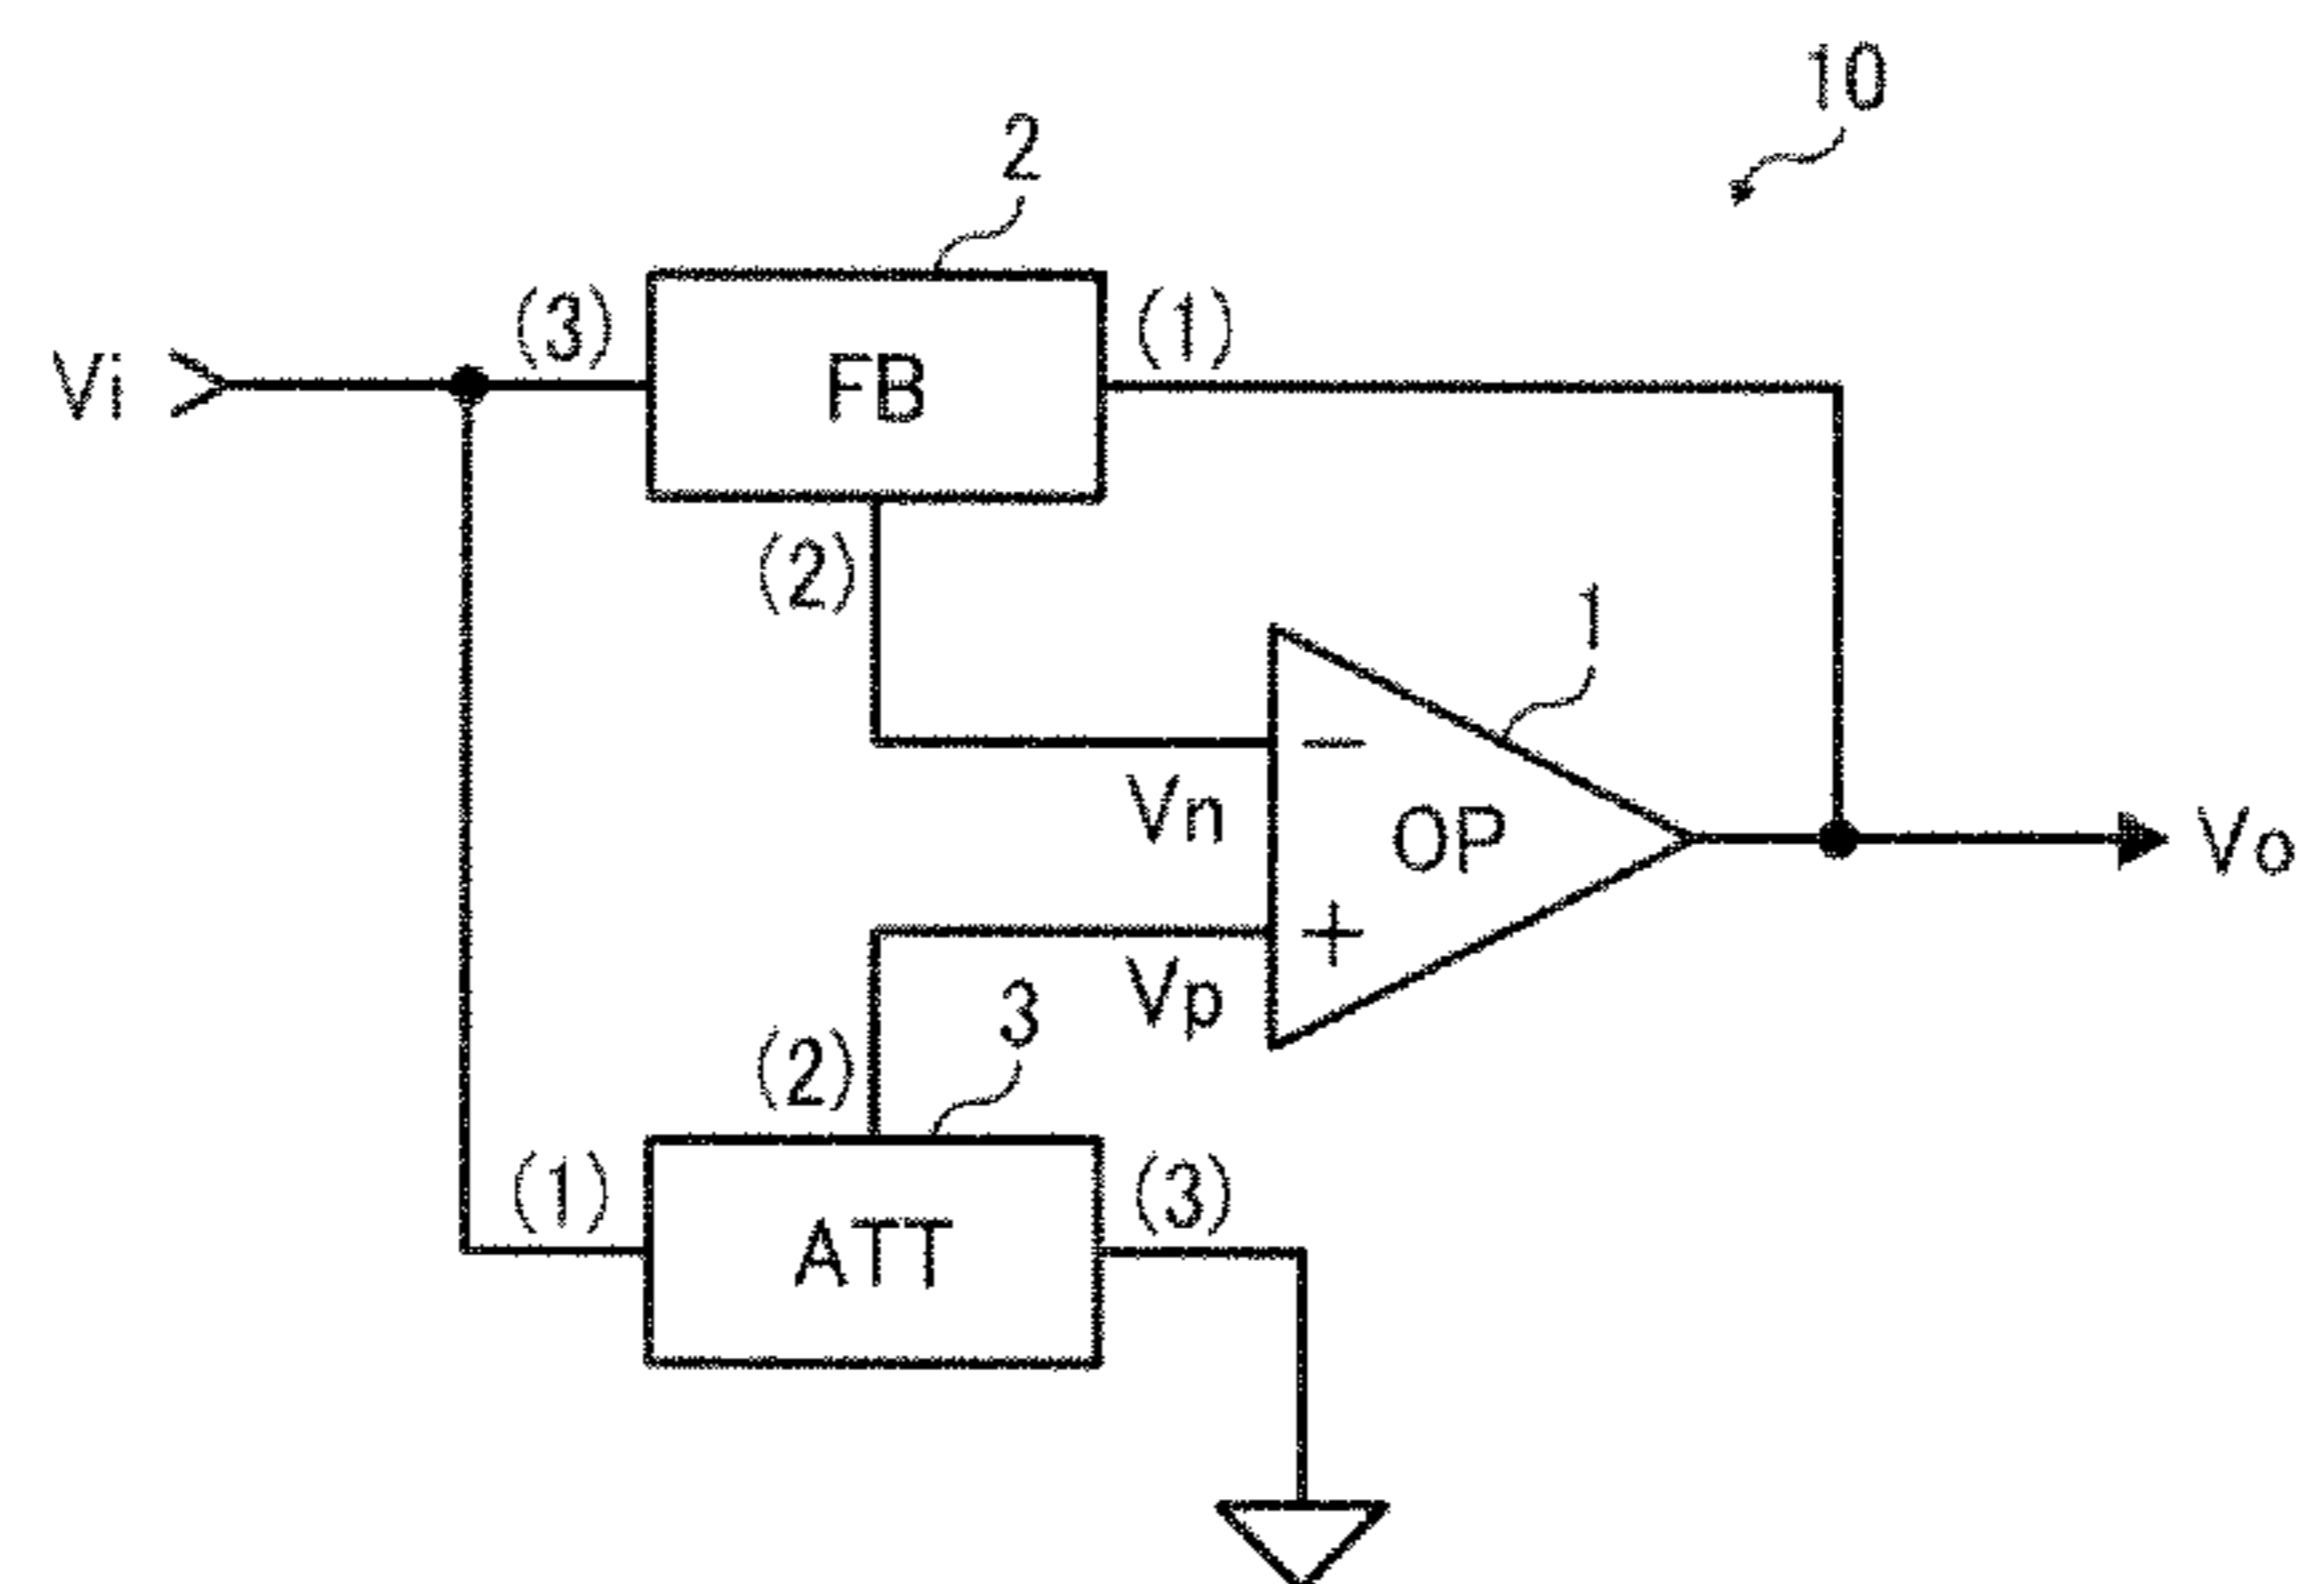 10
2
(3)
(1)
Vi
FB
(2)
1
−
Vn
OP
Vo
+
Vp
3
(2)
(1)
(3)
ATT